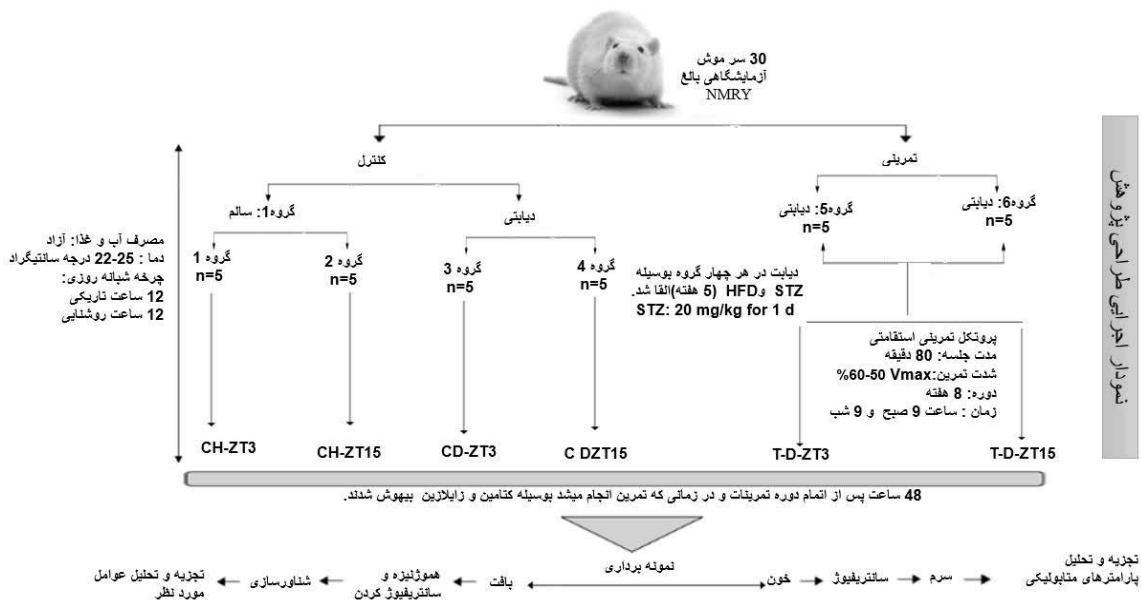 30 سر موش
آزمایشگاهی بالغ
NMRY
نمودار اجرایی طراحی پژوهش
تمرینی
کنترل
گروه6: دیابتی
n=5
گروه5: دیابتی
n=5
دیابتی
گروه1: سالم
گروه 1
n=5
گروه 2
n=5
گروه 3
n=5
گروه 4
n=5
مصرف آب و غذا: آزاد
دما : 25-22 درجه سانتیگراد
چرخه شبانه روزی:
12 ساعت تاریکی
12 ساعت روشنایی
دیابت در هر چهار گروه بوسیله
STZ وHFD (5 هفته)القا شد.
STZ: 20 mg/kg for 1 d
پروتکل تمرینی استقامتی
مدت جلسه: 80 دقیقه
شدت تمرین:Vmax 50-60%
دوره: 8 هفته
زمان : ساعت 9 صبح و 9 شب
CH-ZT3
CH-ZT15
CD-ZT3
C DZT15
T-D-ZT3
T-D-ZT15
48 ساعت پس از اتمام دوره تمرینات و در زمانی که تمرین انجام میشد بوسیله کتامین و زایلازین بیهوش شدند.
نمونه برداری
خون
سانتریفیوژ
سرم
تجزیه و تحلیل
پارامترهای متابولیکی
بافت
هموژنیزه و
سانتریفیوژ کردن
شناورسازی
تجزیه و تحلیل عوامل
مورد نظر